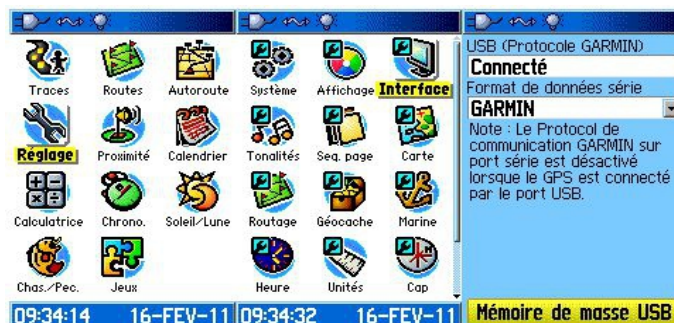 Traces Routes Autoroute
Réglage Proximité Calendrier
Calculatrice Chrono. Soleil/Lune
Chas./Pec. Jeux
09:34:14 16-FEV-11
Système Affichage Interface
Tonalités Seq. page Carte
Routage Géocache Marine
Heure Unités Cap
09:34:32 16-FEV-11
USB (Protocole GARMIN)
Connecté
Format de données série
GARMIN
Note : Le Protocol de
communication GARMIN sur
port série est désactivé
lorsque le GPS est connecté
par le port USB.
Mémoire de masse USB